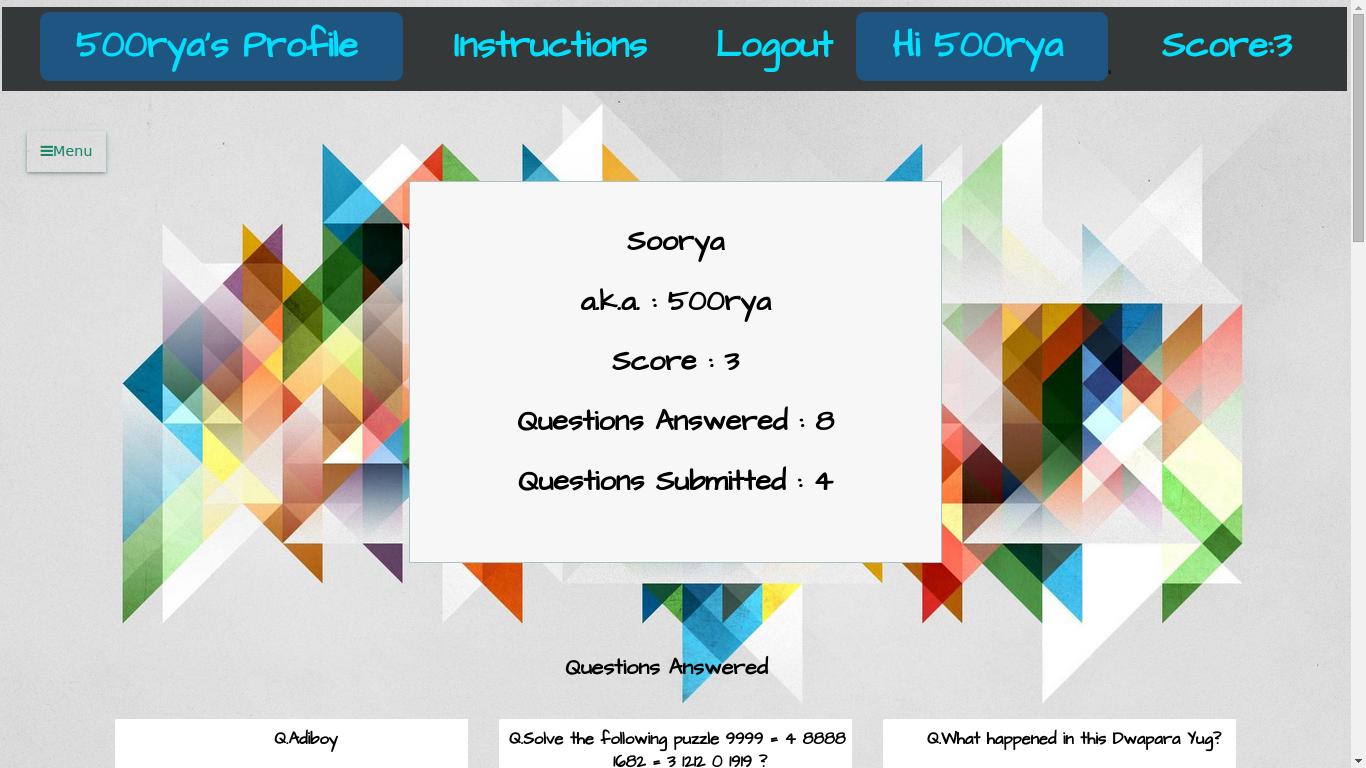 500rya's Profile Instructions Logout Hi 500rya Score:3
Menu
Soorya
a.k.a. : 500rya
Score : 3
Questions Answered : 8
Questions Submitted : 4
Questions Answered
Q.Adiboy
Q.Solve the following puzzle 9999 = 4 8888
1682 = 3 1212 0 1919 ?
Q.What happened in this Dwapara Yug?